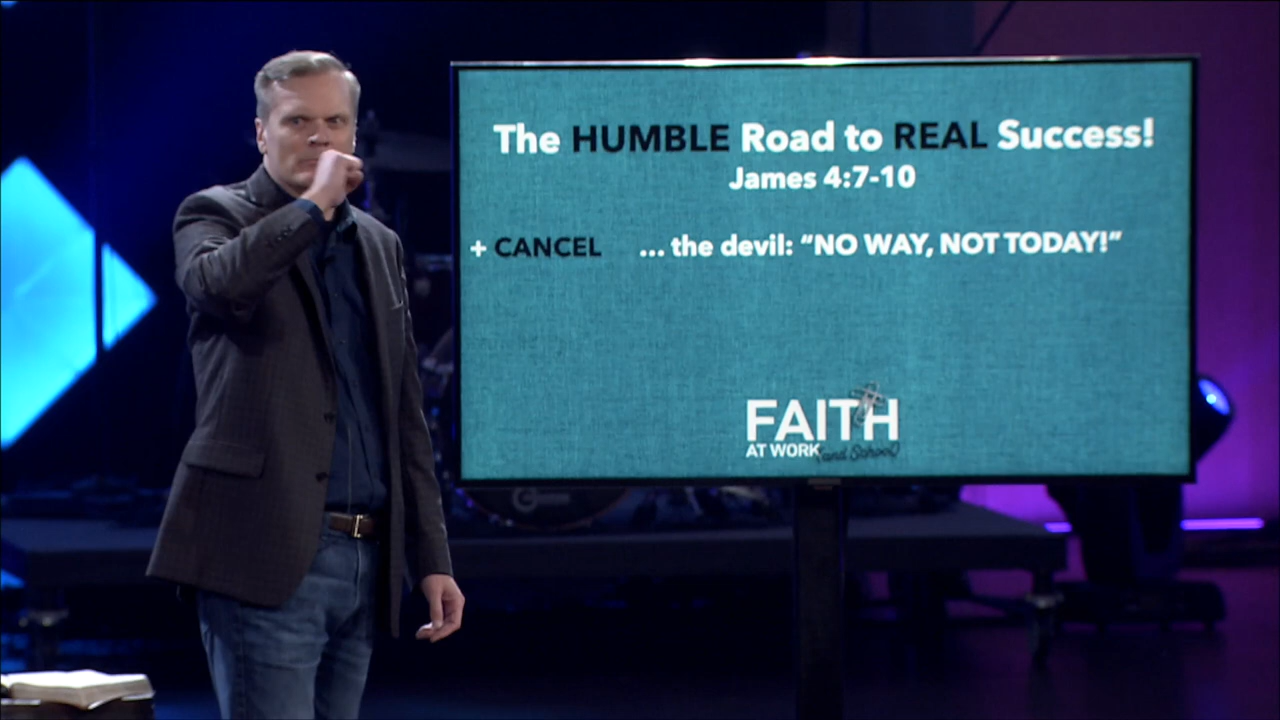 The HUMBLE Road to REAL Success!
James 4:7-10
+ CANCEL ... the devil: “NO WAY, NOT TODAY!”
FAITH
AT WORK (and School)